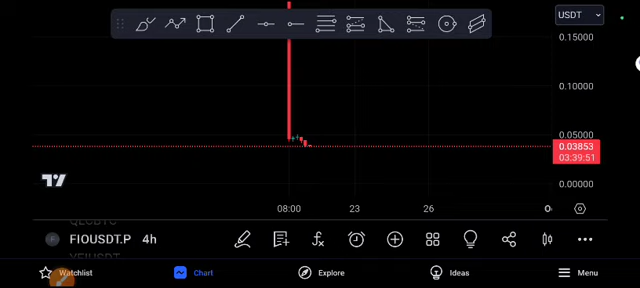 USDT
0.15000
0.10000
0.05000
0.03853
03:39:51
0.00000
08:00 23 26
FIOUSDT.P 4h
Watchlist Chart Explore Ideas Menu